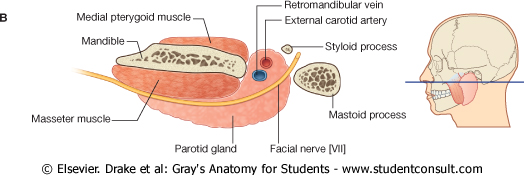 B
Retromandibular vein
Medial pterygoid muscle
External carotid artery
Mandible
Styloid process
Masseter muscle
Mastoid process
Parotid gland
Facial nerve [VII]
© Elsevier. Drake et al: Gray's Anatomy for Students - www.studentconsult.com